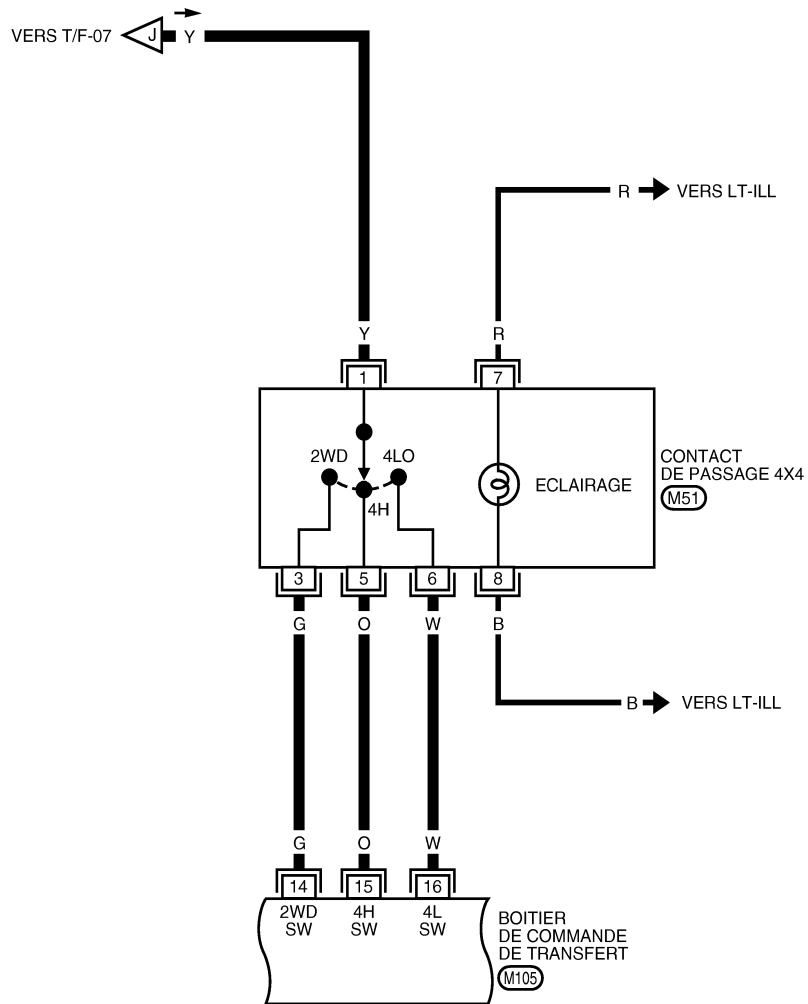 VERS T/F-07 J Y
R VERS LT-ILL
Y R
1 7
2WD 4LO
4H
ECLAIRAGE
CONTACT
DE PASSAGE 4X4
M51
3 5 6 8
G O W B
B VERS LT-ILL
G O W
14 15 16
2WD SW
4H SW
4L SW
BOITIER
DE COMMANDE
DE TRANSFERT
M105